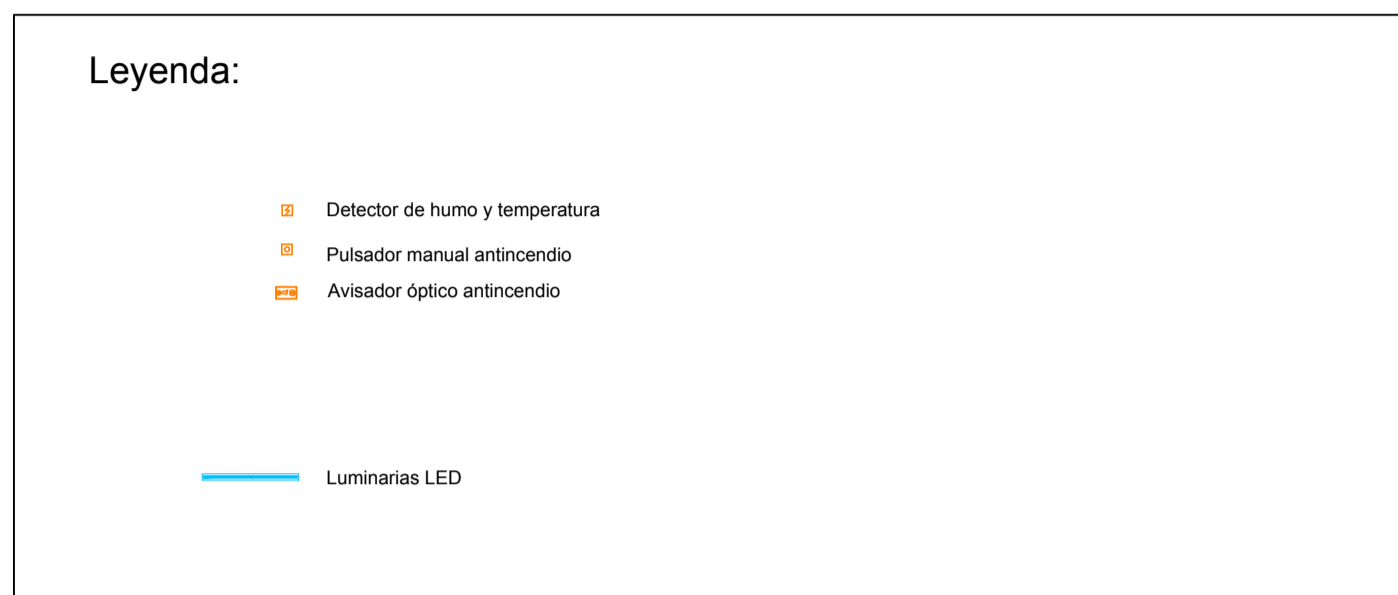 Leyenda:
Detector de humo y temperatura
Pulsador manual antincendio
Avisador óptico antincendio
Luminarias LED